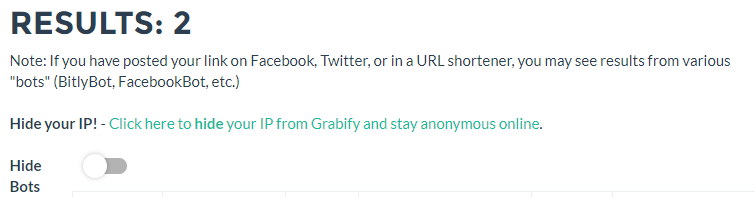 RESULTS: 2
Note: If you have posted your link on Facebook, Twitter, or in a URL shortener, you may see results from various
"bots" (BitlyBot, FacebookBot, etc.)
Hide your IP! - Click here to hide your IP from Grabify and stay anonymous online.
Hide
Bots